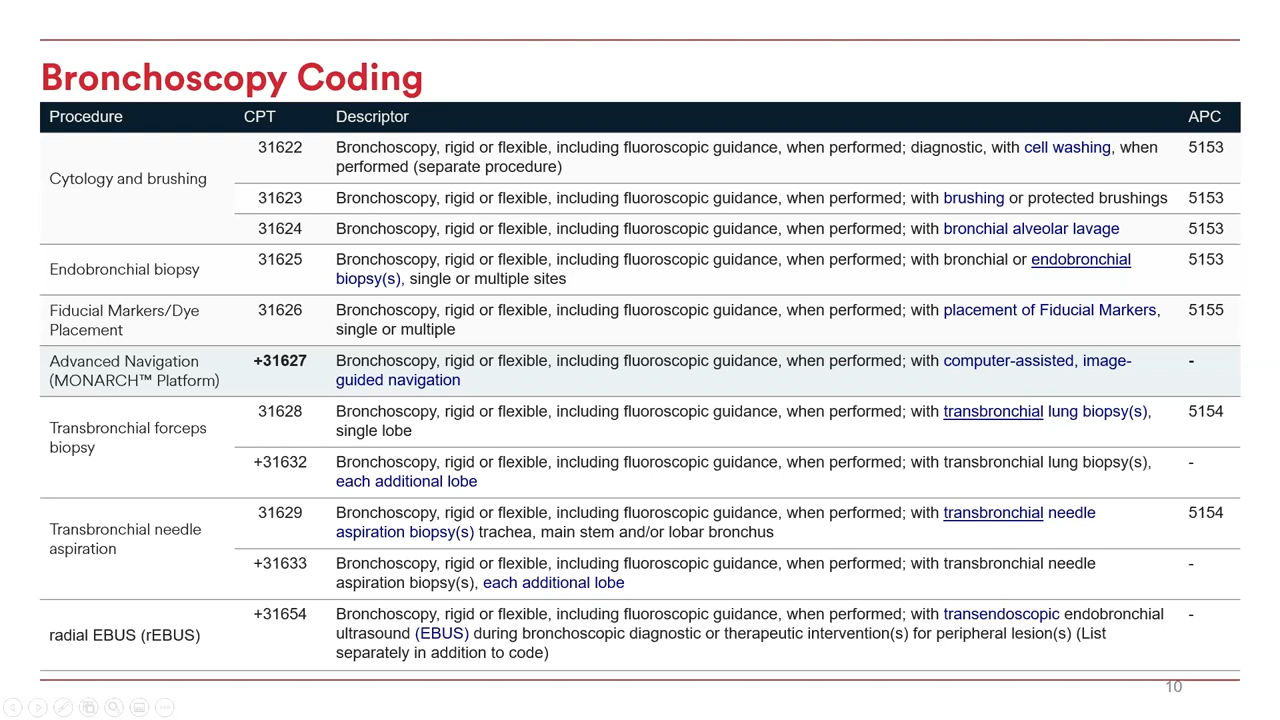 Bronchoscopy Coding
Procedure CPT Descriptor APC
Cytology and brushing
31622 Bronchoscopy, rigid or flexible, including fluoroscopic guidance, when performed; diagnostic, with cell washing, when 5153
performed (separate procedure)
31623 Bronchoscopy, rigid or flexible, including fluoroscopic guidance, when performed; with brushing or protected brushings 5153
31624 Bronchoscopy, rigid or flexible, including fluoroscopic guidance, when performed; with bronchial alveolar lavage 5153
Endobronchial biopsy
31625 Bronchoscopy, rigid or flexible, including fluoroscopic guidance, when performed; with bronchial or endobronchial 5153
biopsy(s), single or multiple sites
Fiducial Markers/Dye
Placement
31626 Bronchoscopy, rigid or flexible, including fluoroscopic guidance, when performed; with placement of Fiducial Markers, 5155
single or multiple
Advanced Navigation
(MONARCH™ Platform)
+31627 Bronchoscopy, rigid or flexible, including fluoroscopic guidance, when performed; with computer-assisted, image- -
guided navigation
Transbronchial forceps
biopsy
31628 Bronchoscopy, rigid or flexible, including fluoroscopic guidance, when performed; with transbronchial lung biopsy(s), 5154
single lobe
+31632 Bronchoscopy, rigid or flexible, including fluoroscopic guidance, when performed; with transbronchial lung biopsy(s), -
each additional lobe
Transbronchial needle
aspiration
31629 Bronchoscopy, rigid or flexible, including fluoroscopic guidance, when performed; with transbronchial needle 5154
aspiration biopsy(s) trachea, main stem and/or lobar bronchus
+31633 Bronchoscopy, rigid or flexible, including fluoroscopic guidance, when performed; with transbronchial needle -
aspiration biopsy(s), each additional lobe
radial EBUS (rEBUS)
+31654 Bronchoscopy, rigid or flexible, including fluoroscopic guidance, when performed; with transendoscopic endobronchial -
ultrasound (EBUS) during bronchoscopic diagnostic or therapeutic intervention(s) for peripheral lesion(s) (List
separately in addition to code)
10